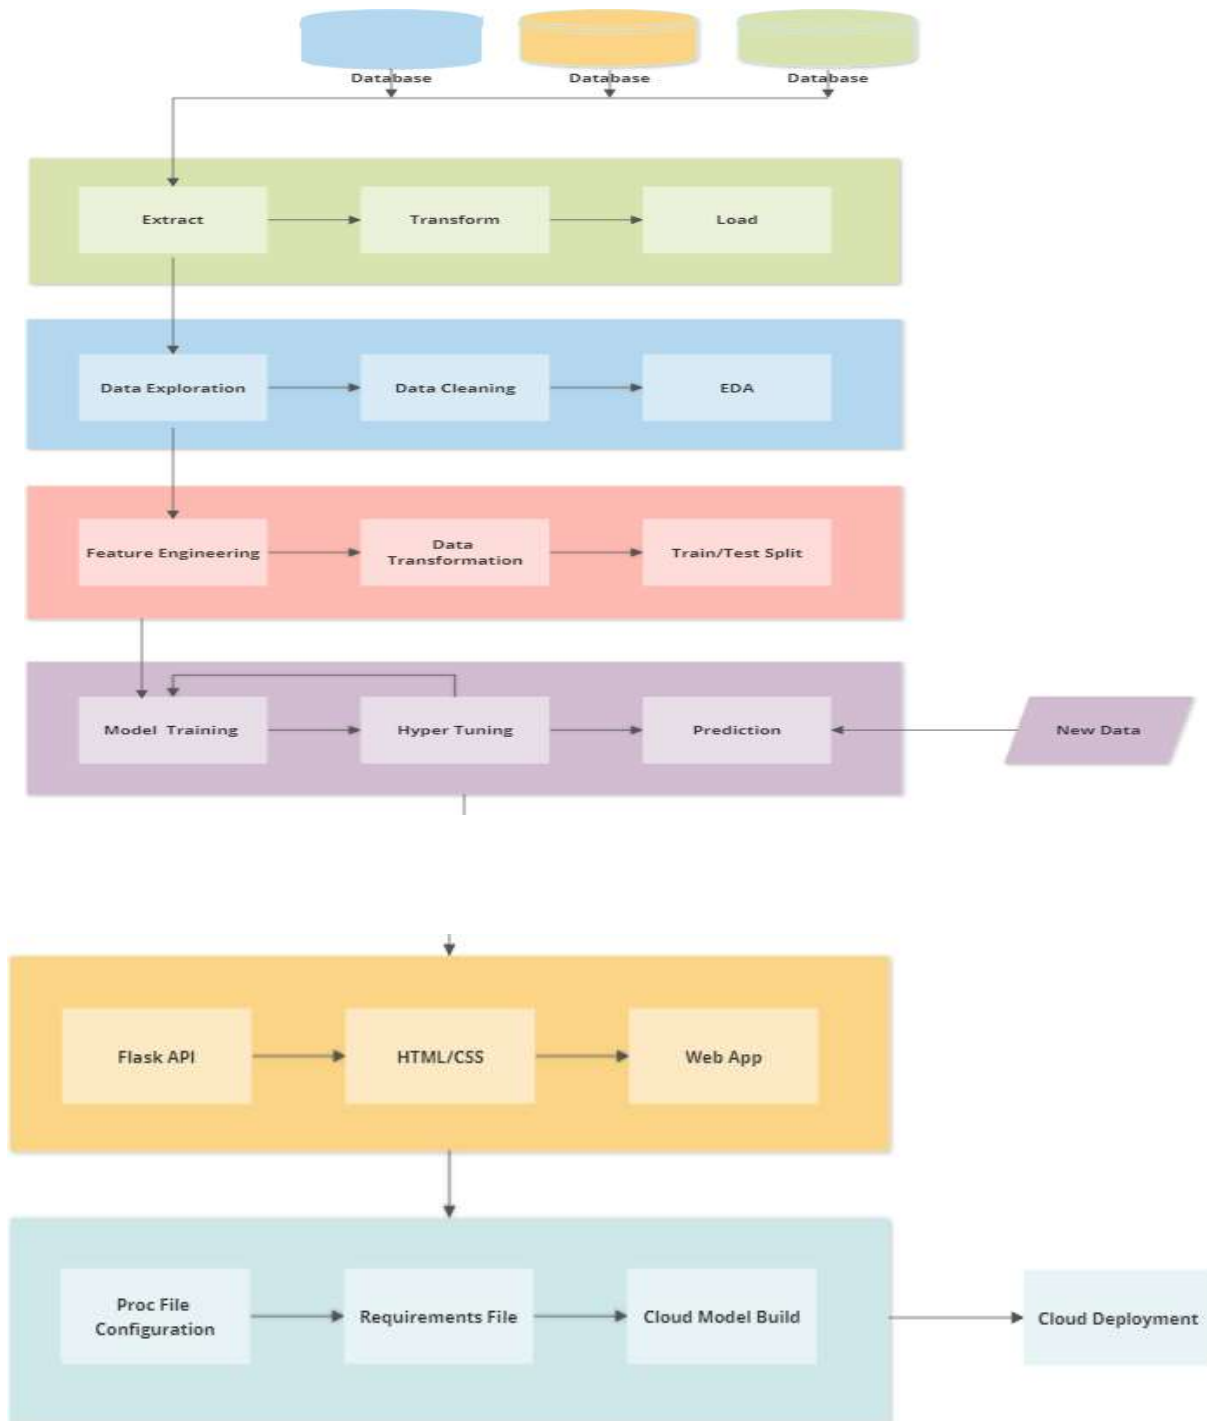 Database
Database
Database
Extract
Transform
Load
Data Exploration
Data Cleaning
EDA
Feature Engineering
Data
Transformation
Train/Test Split
Model Training
Hyper Tuning
Prediction
New Data
Flask API
HTML/CSS
Web App
Proc File
Configuration
Requirements File
Cloud Model Build
Cloud Deployment